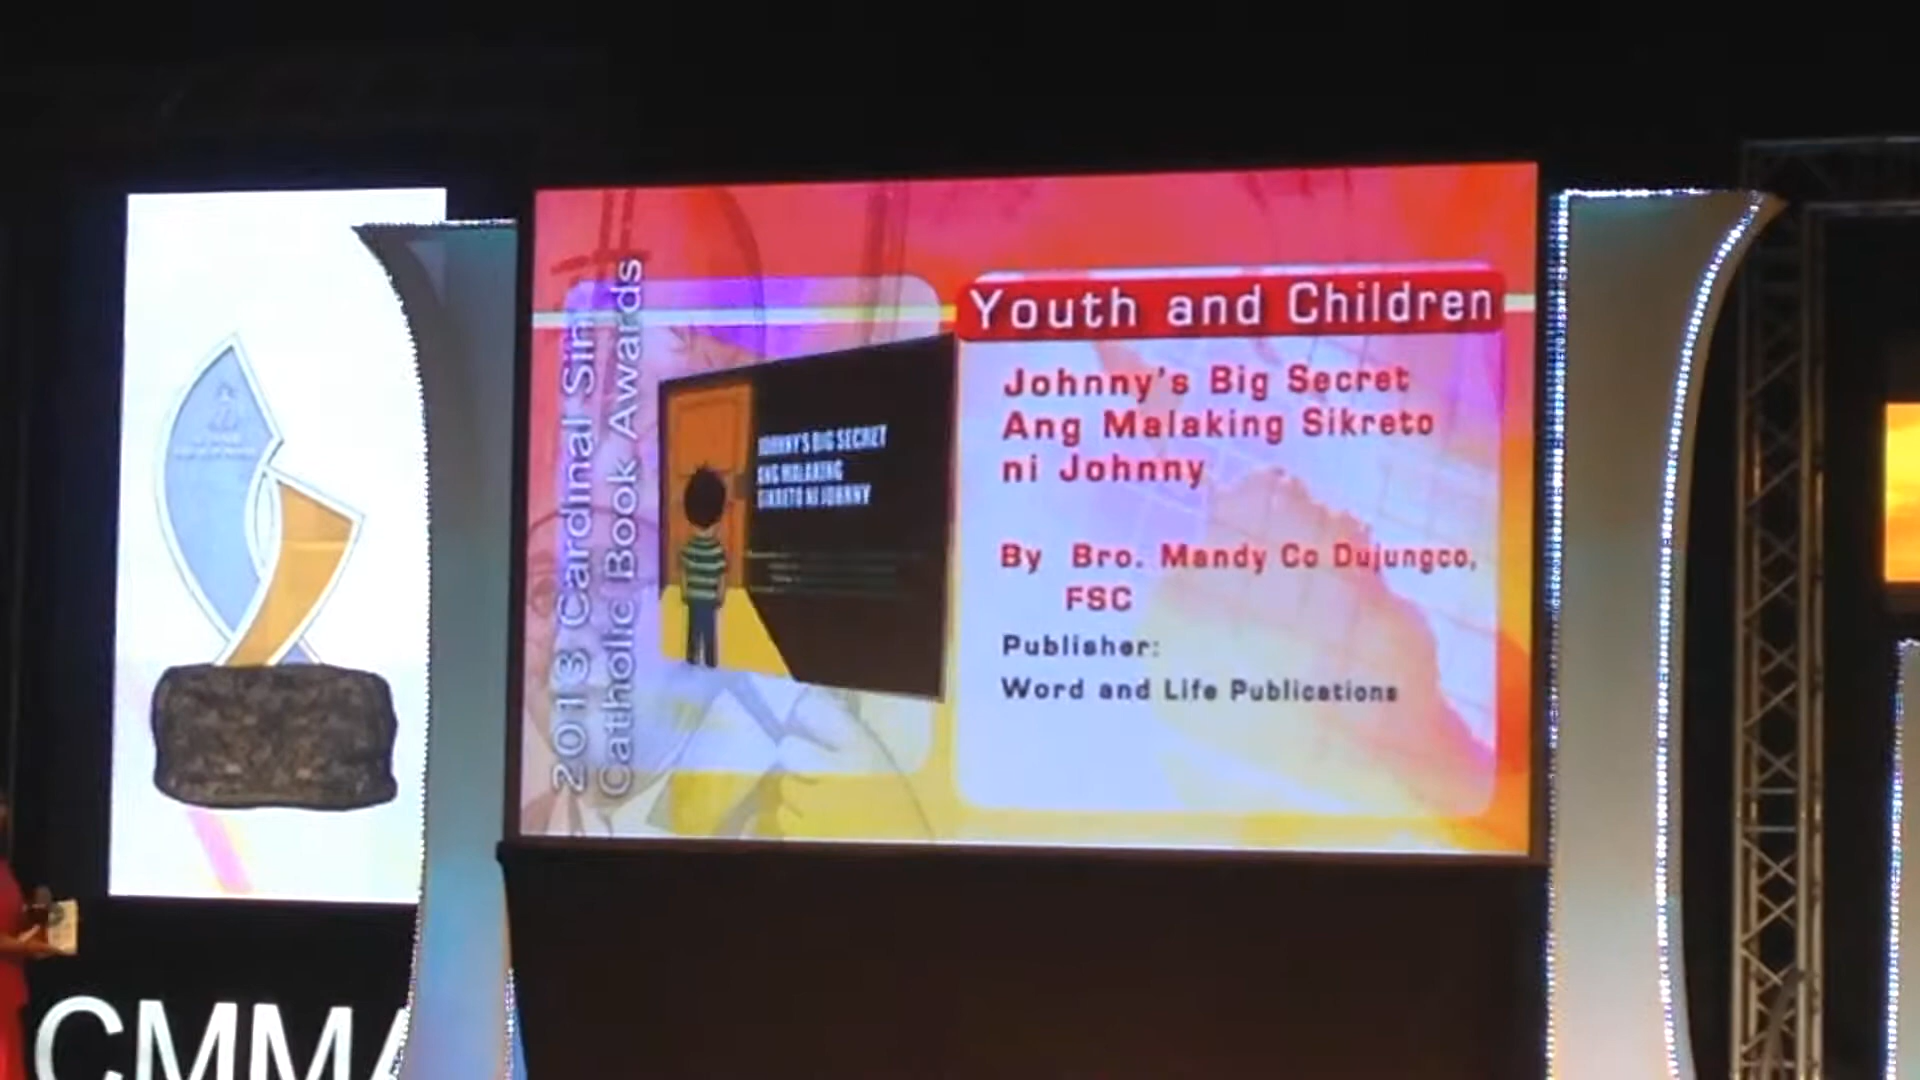 2013 Cardinal Sin
Catholic Book Awards
JOHNNY'S BIG SECRET
ANG MALAKING
SIKRETO NI JOHNNY
Youth and Children
Johnny's Big Secret
Ang Malaking Sikreto
ni Johnny
By Bro. Mandy Co Dujungco,
FSC
Publisher:
Word and Life Publications
CMMA